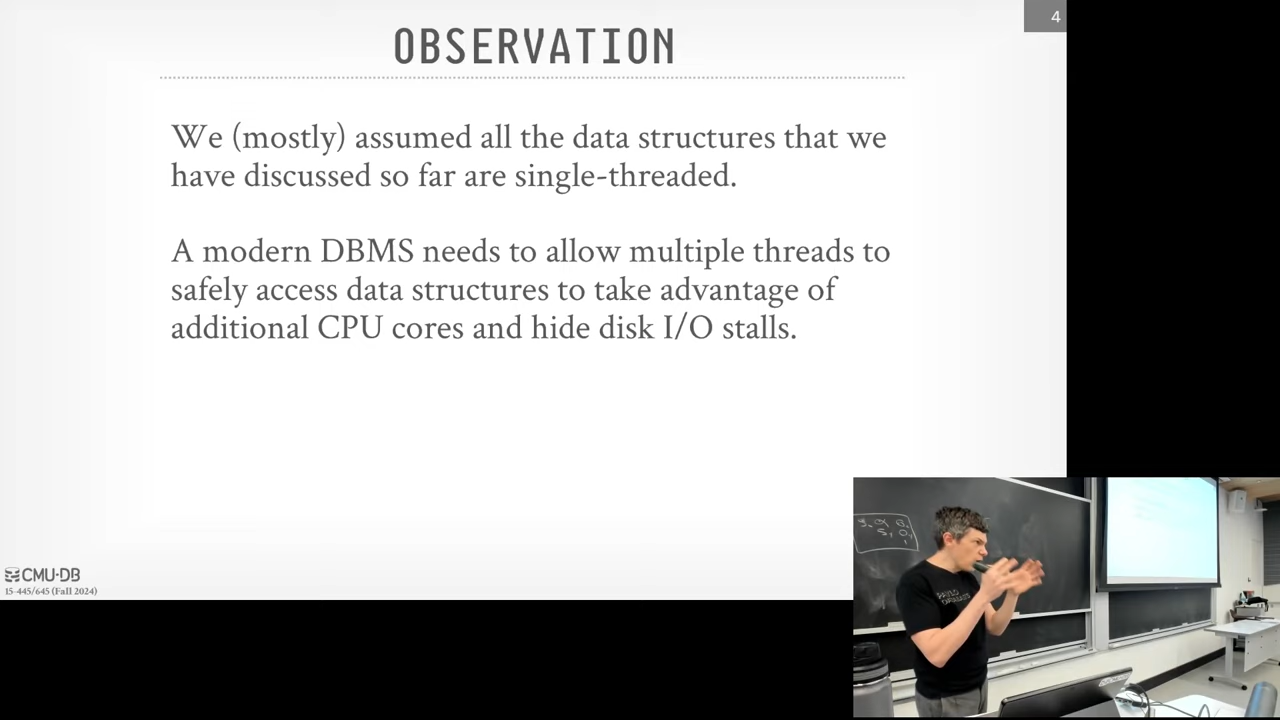 4
OBSERVATION
We (mostly) assumed all the data structures that we
have discussed so far are single-threaded.
A modern DBMS needs to allow multiple threads to
safely access data structures to take advantage of
additional CPU cores and hide disk I/O stalls.
CMU·DB
15-445/645 (Fall 2024)